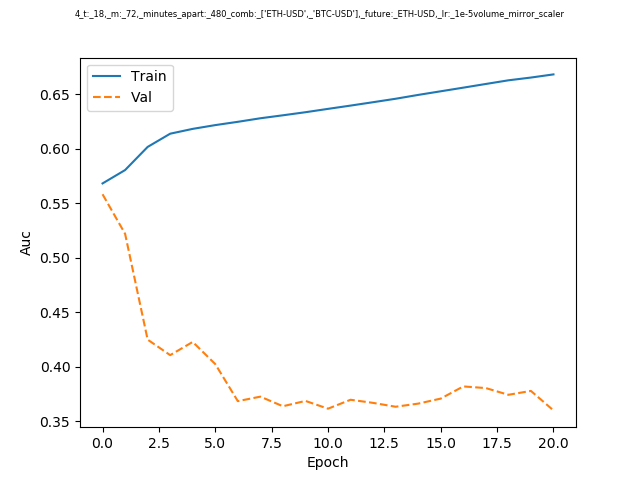 4_t:_18,_m:_72,_minutes_apart:_480_comb:_['ETH-USD',_'BTC-USD'],_future:_ETH-USD,_lr:_1e-5volume_mirror_scaler
Train
Val
Auc
0.65
0.60
0.55
0.50
0.45
0.40
0.35
0.0 2.5 5.0 7.5 10.0 12.5 15.0 17.5 20.0
Epoch